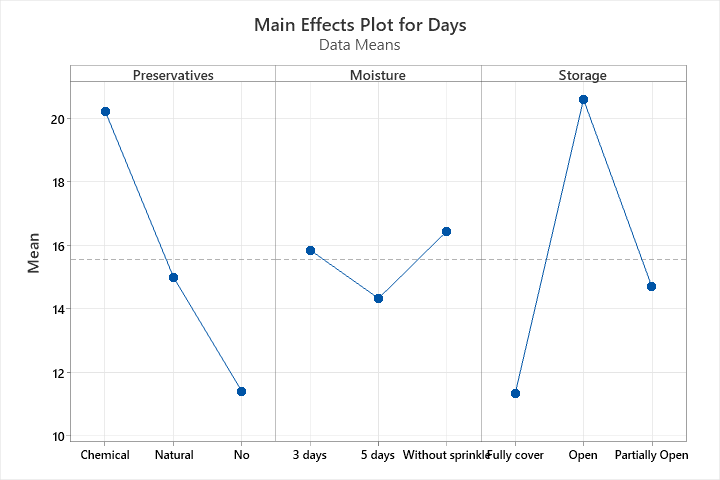 Main Effects Plot for Days
Data Means
Preservatives Moisture Storage
20
18
16
14
12
10
Mean
Chemical Natural No 3 days 5 days Without sprinkle Fully cover Open Partially Open